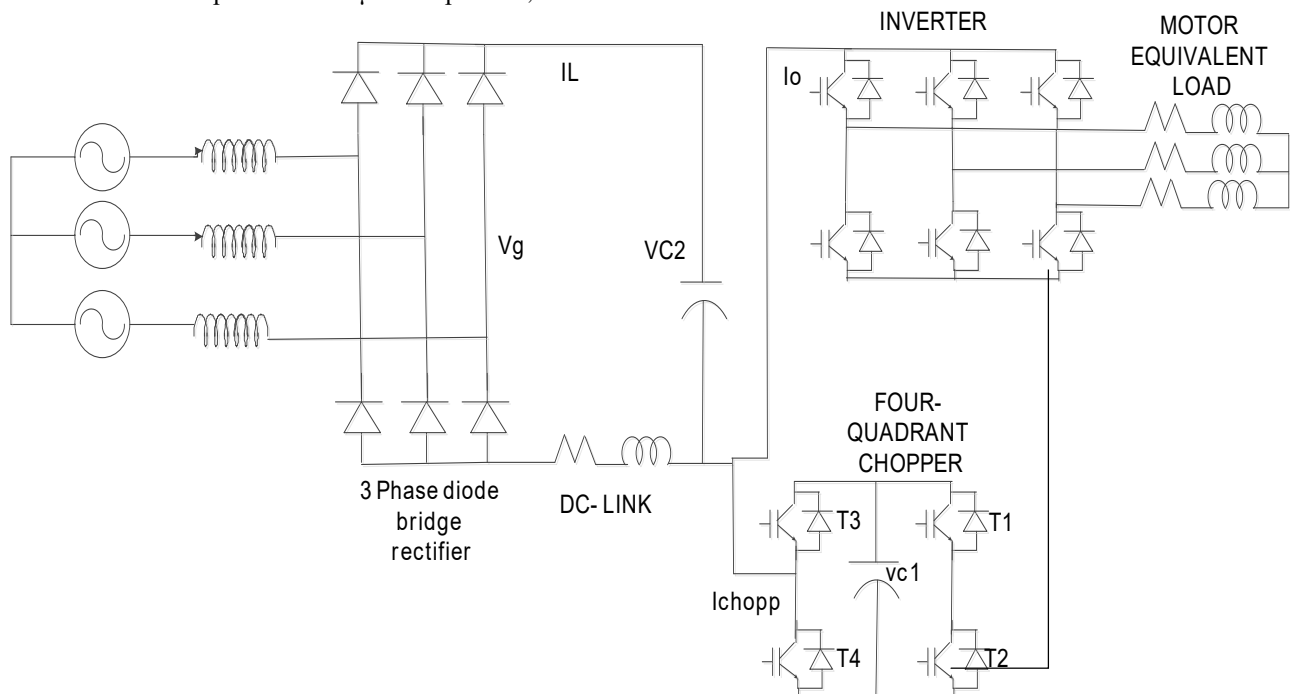 INVERTER
MOTOR
EQUIVALENT
LOAD
IL
Io
Vg
VC2
FOUR-
QUADRANT
CHOPPER
3 Phase diode
bridge
rectifier
DC- LINK
T3
T1
vc1
Ichopp
T4
T2